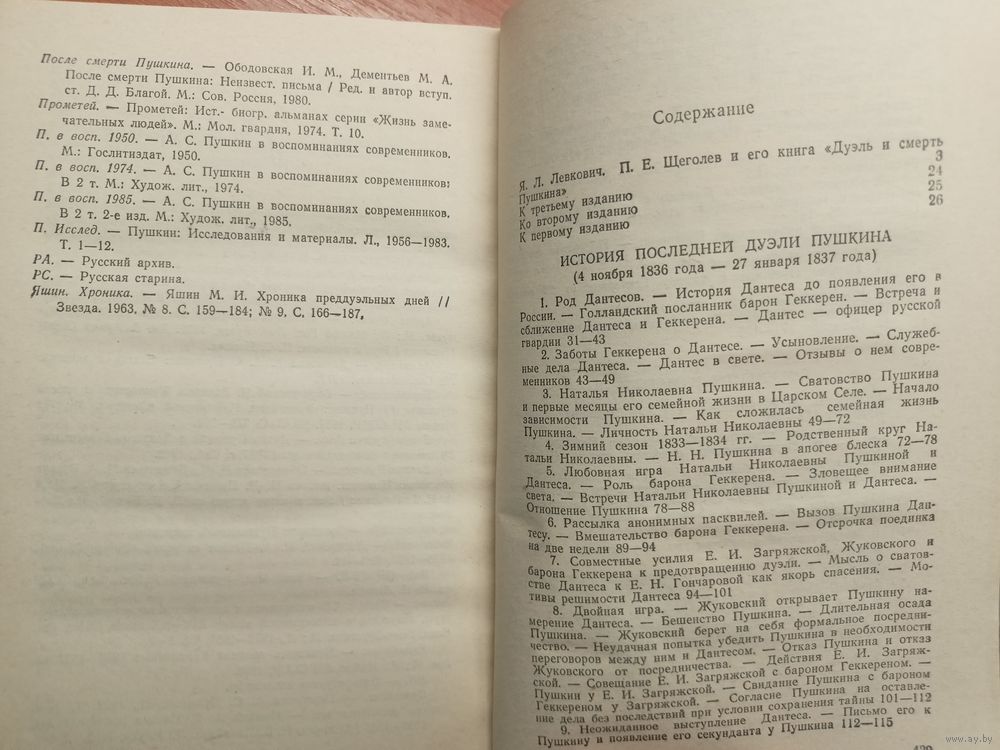 После смерти Пушкина. — Ободовская И. М., Дементьев М. А.
После смерти Пушкина: Неизвест. письма / Ред. и автор вступ.
ст. Д. Д. Благой. М.: Сов. Россия, 1980.
Прометей. — Прометей: Ист.- биогр. альманах серии «Жизнь заме-
чательных людей». М.: Мол. гвардия, 1974. Т. 10.
П. в восп. 1950. — А. С. Пушкин в воспоминаниях современников.
М.: Гослитиздат, 1950.
П. в восп. 1974. — А. С. Пушкин в воспоминаниях современников:
В 2 т. М.: Худож. лит., 1974.
П. в восп. 1985. — А. С. Пушкин в воспоминаниях современников.
В 2 т. 2-е изд. М.: Худож. лит., 1985.
П. Исслед. — Пушкин: Исследования и материалы. Л., 1956—1983.
Т. 1—12.
РА. — Русский архив.
РС. — Русская старина.
Яшин. Хроника. — Яшин М. И. Хроника преддуэльных дней //
Звезда. 1963. № 8. С. 159—184; № 9. С. 166—187.
Содержание
Я. Л. Левкович. П. Е. Щеголев и его книга «Дуэль и смерть
Пушкина» 3
К третьему изданию 24
Ко второму изданию 25
К первому изданию 26
ИСТОРИЯ ПОСЛЕДНЕЙ ДУЭЛИ ПУШКИНА
(4 ноября 1836 года — 27 января 1837 года)
1. Род Дантесов. — История Дантеса до появления его в
России. — Голландский посланник барон Геккерен. — Встреча и
сближение Дантеса и Геккерена. — Дантес — офицер русской
гвардии 31—43
2. Заботы Геккерена о Дантесе. — Усыновление. — Служеб-
ные дела Дантеса. — Дантес в свете. — Отзывы о нем совре-
менников 43—49
3. Наталья Николаевна Пушкина. — Сватовство Пушкина
и первые месяцы его семейной жизни в Царском Селе. — Начало
зависимости Пушкина. — Как сложилась семейная жизнь
Пушкина. — Личность Натальи Николаевны 49—72
4. Зимний сезон 1833—1834 гг. — Родственный круг На-
тальи Николаевны. — Н. Н. Пушкина в апогее блеска 72—78
5. Любовная игра Натальи Николаевны Пушкиной и
Дантеса. — Роль барона Геккерена. — Зловещее внимание
света. — Встречи Натальи Николаевны Пушкиной и Дантеса. —
Отношение Пушкина 78—88
6. Рассылка анонимных пасквилей. — Вызов Пушкина Дан-
тесу. — Вмешательство барона Геккерена. — Отсрочка поединка
на две недели 89—94
7. Совместные усилия Е. И. Загряжской, Жуковского и
барона Геккерена к предотвращению дуэли. — Мысль о сватов-
стве Дантеса к Е. Н. Гончаровой как якорь спасения. — Мо-
тивы решимости Дантеса 94—101
8. Двойная игра. — Жуковский открывает Пушкину на-
мерение Дантеса. — Бешенство Пушкина. — Длительная осада
Пушкина. — Жуковский берет на себя формальное посредни-
чество. — Неудачная попытка убедить Пушкина в необходимости
переговоров между ним и Дантесом. — Отказ Пушкина и отказ
Жуковского от посредничества. — Действия Е. И. Загряж-
ской. — Совещание Е. И. Загряжской с бароном Геккереном. —
Пушкин у Е. И. Загряжской. — Свидание Пушкина с бароном
Геккереном у Загряжской. — Согласие Пушкина на оставле-
ние дела без последствий при условии сохранения тайны 101—112
9. Неожиданное выступление Дантеса. — Письмо его к
Пушкину и появление его секунданта у Пушкина 112—115
www.ay.by